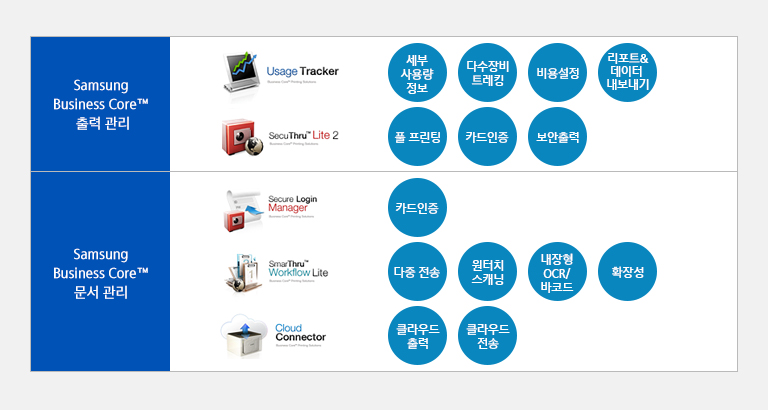 Samsung
Business Core™
출력 관리
Usage Tracker
Business Core™ Printing Solutions
세부
사용량
정보
다수장비
트레킹
비용설정
리포트&
데이터
내보내기
SecuThru™ Lite 2
Business Core™ Printing Solutions
풀 프린팅
카드인증
보안출력
Samsung
Business Core™
문서 관리
Secure Login
Manager
Business Core™ Printing Solutions
카드인증
SmarThru™
Workflow Lite
Business Core™ Printing Solutions
다중 전송
원터치
스캐닝
내장형
OCR/
바코드
확장성
Cloud
Connector
Business Core™ Printing Solutions
클라우드
출력
클라우드
전송